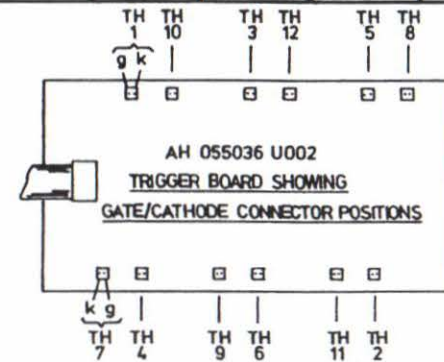 TH TH TH TH TH TH
1 10 3 12 5 8
g k
AH 055036 U002
TRIGGER BOARD SHOWING
GATE/CATHODE CONNECTOR POSITIONS
k g
TH TH TH TH TH TH
7 4 9 6 11 2